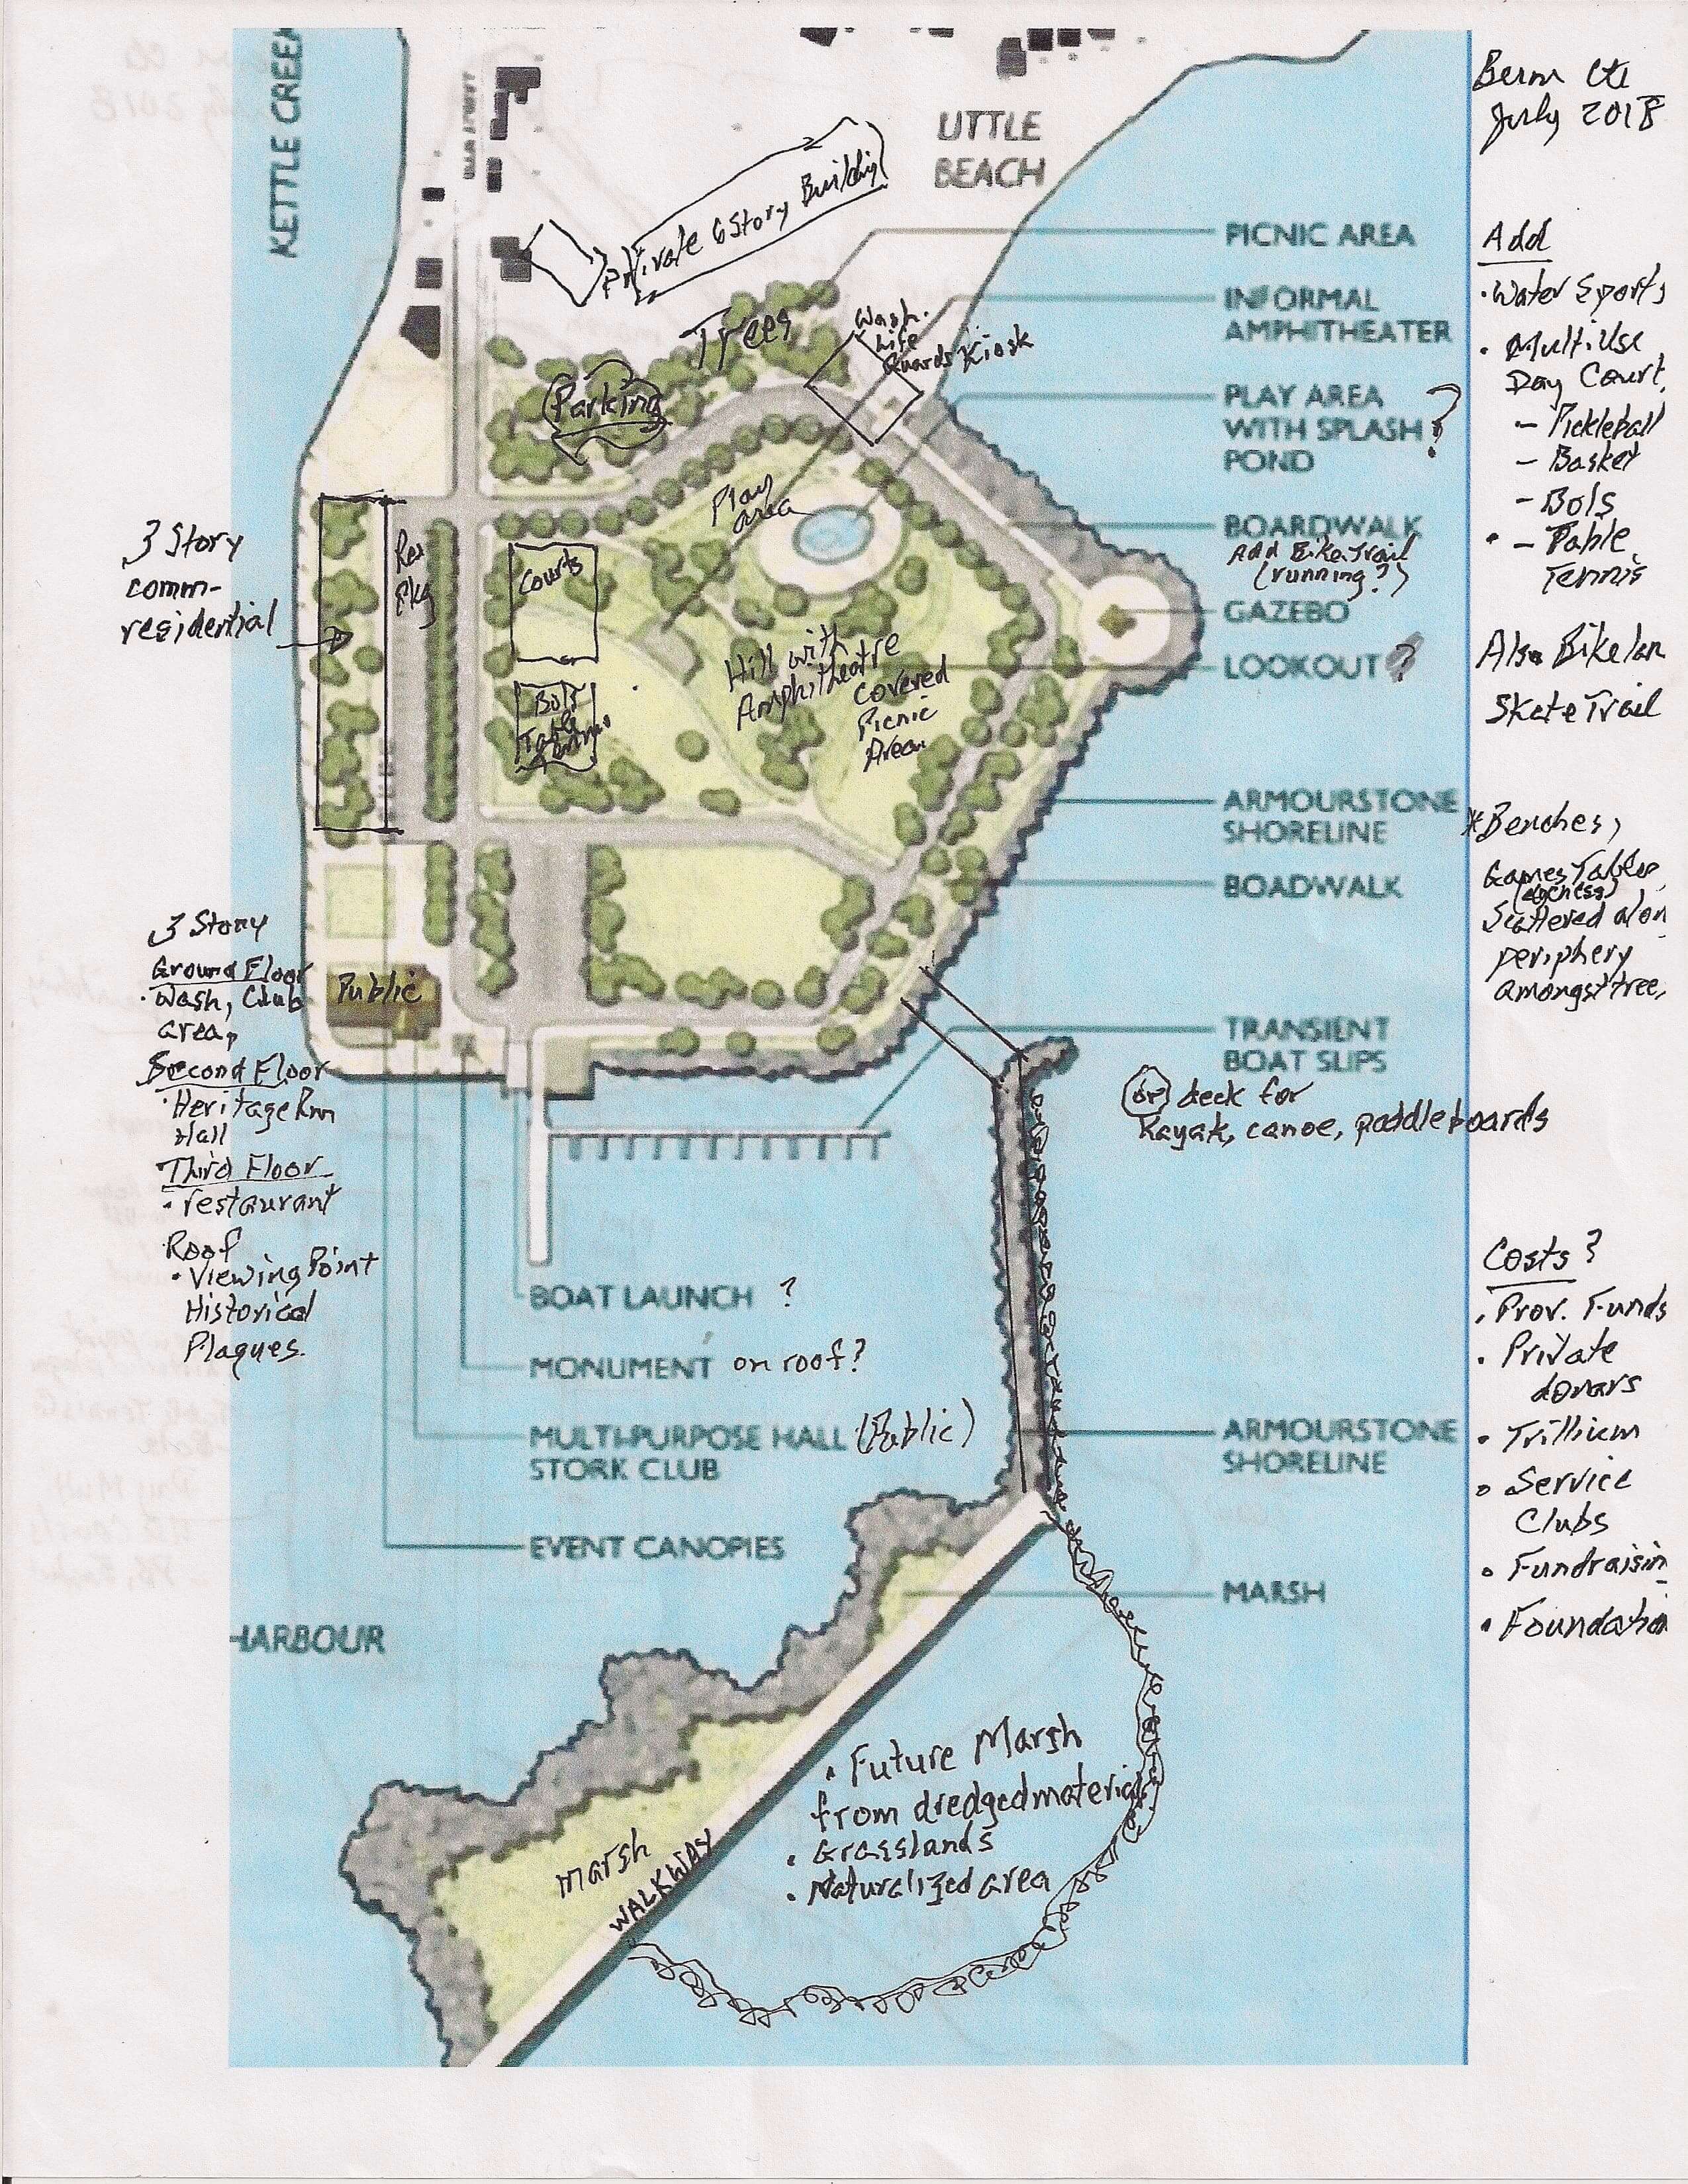 KETTLE CREEK
LITTLE
BEACH
July 2018
Private 6 Story Building
Trees
Parking
Wash.
Life
Guards Kiosk
PICNIC AREA
INFORMAL
AMPHITHEATER
PLAY AREA ?
WITH SPLASH ?
POND
BOARDWALK
Add Bike Trail
(running?)
GAZEBO
LOOKOUT ?
ARMOURSTONE
SHORELINE
BOADWALK
TRANSIENT
BOAT SLIPS
(or) deck for
Kayak, canoe, paddleboards
ARMOURSTONE
SHORELINE
MARSH
Add
• Water Sports
• Multi Use
Day Court,
– Pickleball
– Basket
– Bols
• – Table
Tennis
Also Bike lan
Skate Trail
*Benches,
Games Tables
(chess)
Scattered alon
periphery
amongst tree,
Costs?
• Prov. Funds
• Private
donars
• Trillium
• Service
Clubs
• Fundraisin
• Foundation
3 Story
comm-
residential
Res
Pkg
Courts
Bols
Table
Tennis
Play
area
Hill with
Amphitheatre
Covered
Picnic
Area
Public
3 Story
Ground Floor
• Wash, Club
area,
Second Floor
• Heritage Rm
Hall
Third Floor
• restaurant
Roof
• Viewing Point
Historical
Plaques.
BOAT LAUNCH ?
MONUMENT on roof?
MULTI-PURPOSE HALL (Public)
STORK CLUB
EVENT CANOPIES
HARBOUR
Marsh
WALKWAY
• Future Marsh
from dredged material
• Grasslands
• Naturalized area